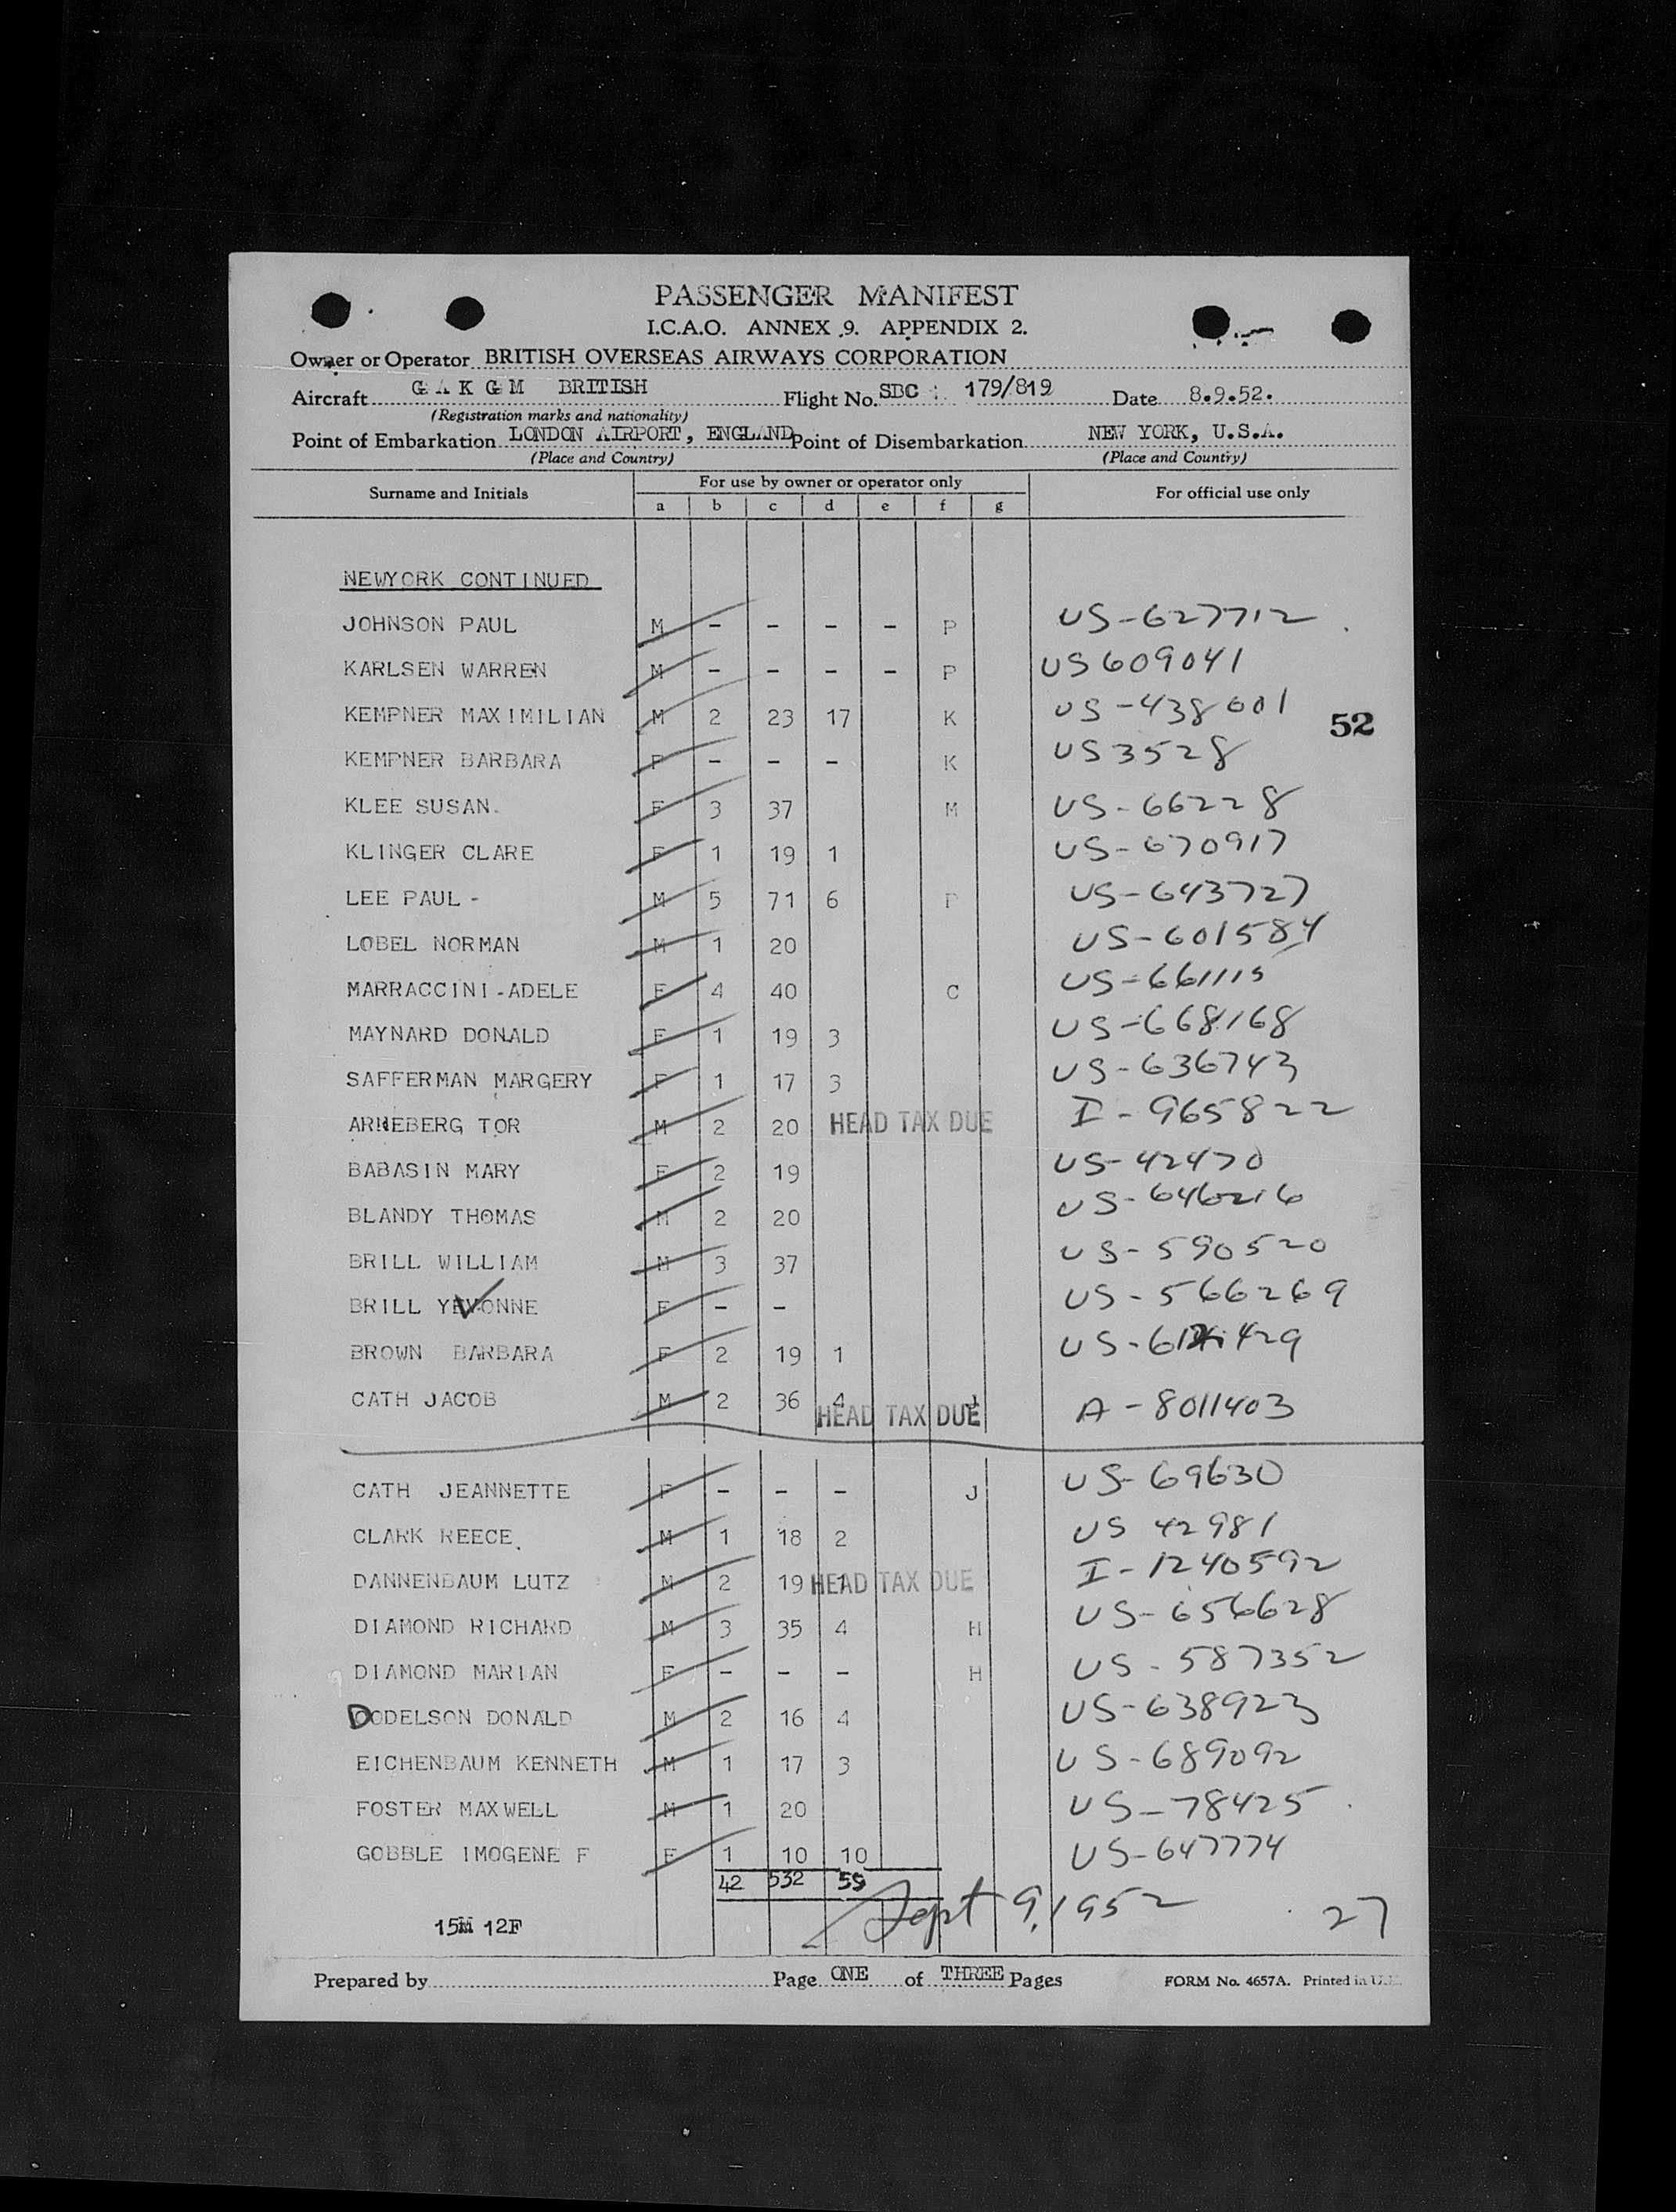 PASSENGER MANIFEST
I.C.A.O. ANNEX 9. APPENDIX 2.
Owner or Operator BRITISH OVERSEAS AIRWAYS CORPORATION
Aircraft G A K G M BRITISH Flight No. SBC : 179/819 Date 8.9.52.
(Registration marks and nationality)
Point of Embarkation LONDON AIRPORT, ENGLAND Point of Disembarkation NEW YORK, U.S.A.
(Place and Country) (Place and Country)
Surname and Initials For use by owner or operator only For official use only
a b c d e f g
NEWYORK CONTINUED
JOHNSON PAUL M - - - - P US-627712
KARLSEN WARREN M - - - - P US 609041
KEMPNER MAXIMILIAN M 2 23 17 K US-438001
52
KEMPNER BARBARA F - - - K US 3528
KLEE SUSAN. F 3 37 M US-66228
KLINGER CLARE F 1 19 1 US-670917
LEE PAUL - M 5 71 6 P US-643727
LOBEL NORMAN M 1 20 US-601584
MARRACCINI-ADELE F 4 40 C US-661115
MAYNARD DONALD F 1 19 3 US-668168
SAFFERMAN MARGERY F 1 17 3 US-636743
ARNEBERG TOR M 2 20 HEAD TAX DUE I-965822
BABASIN MARY F 2 19 US-42470
BLANDY THOMAS M 2 20 US-646216
BRILL WILLIAM M 3 37 US-590520
BRILL YEVONNE F - - US-566269
BROWN BARBARA F 2 19 1
CATH JACOB M 2 36 4 HEAD TAX DUE J A-8011403
CATH JEANNETTE F - - - J US-69630
CLARK REECE. M 1 18 2 US 42981
DANNENBAUM LUTZ M 2 19 1 HEAD TAX DUE I-1240592
DIAMOND RICHARD M 3 35 4 H US-656628
DIAMOND MARIAN F - - - H US-587352
DODELSON DONALD M 2 16 4 US-638923
EICHENBAUM KENNETH M 1 17 3 US-689092
FOSTER MAXWELL M 1 20 US-78425
GOBBLE IMOGENE F F 1 10 10 US-647774
42 532 59
Sept 9, 1952 27
15M 12F
Prepared by Page ONE of THREE Pages FORM No. 4657A. Printed in U.K.